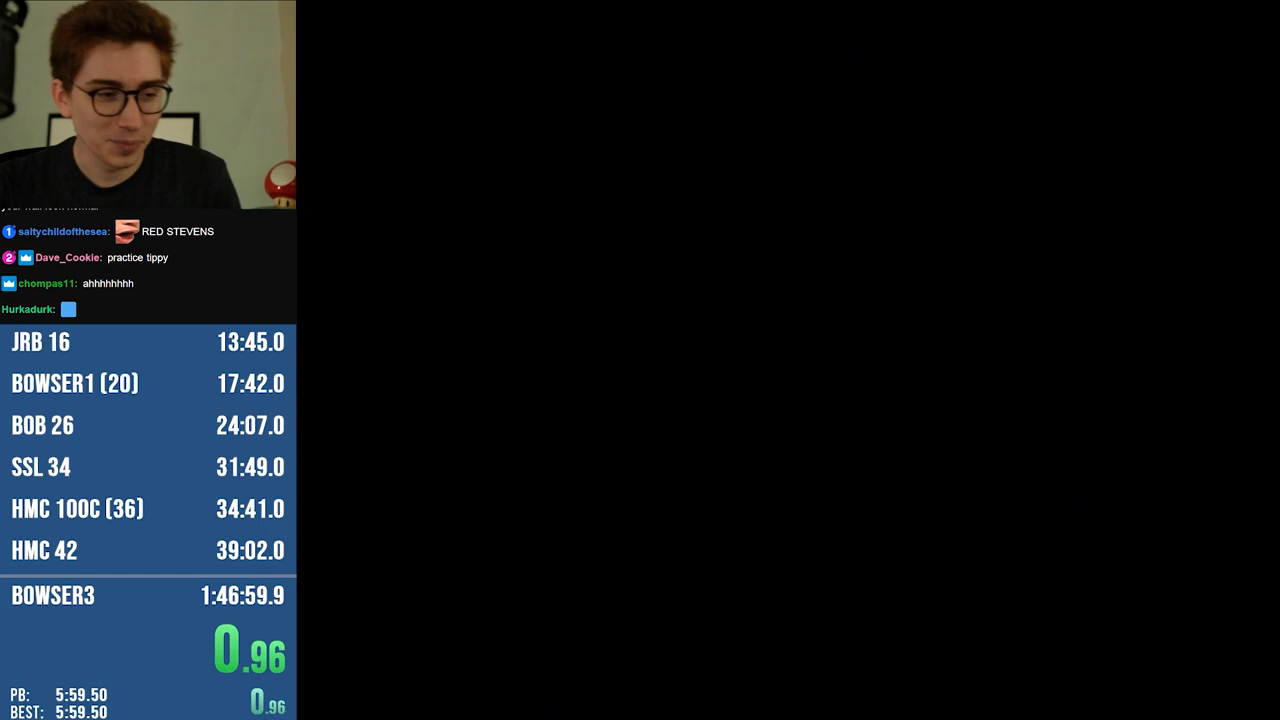 1 saltychildofthesea: RED STEVENS
2 Dave_Cookie: practice tippy
chompas11: ahhhhhhhh
Hurkadurk:
JRB 16 13:45.0
BOWSER1 (20) 17:42.0
BOB 26 24:07.0
SSL 34 31:49.0
HMC 100C (36) 34:41.0
HMC 42 39:02.0
BOWSER3 1:46:59.9
0.96
PB: 5:59.50 0.96
BEST: 5:59.50